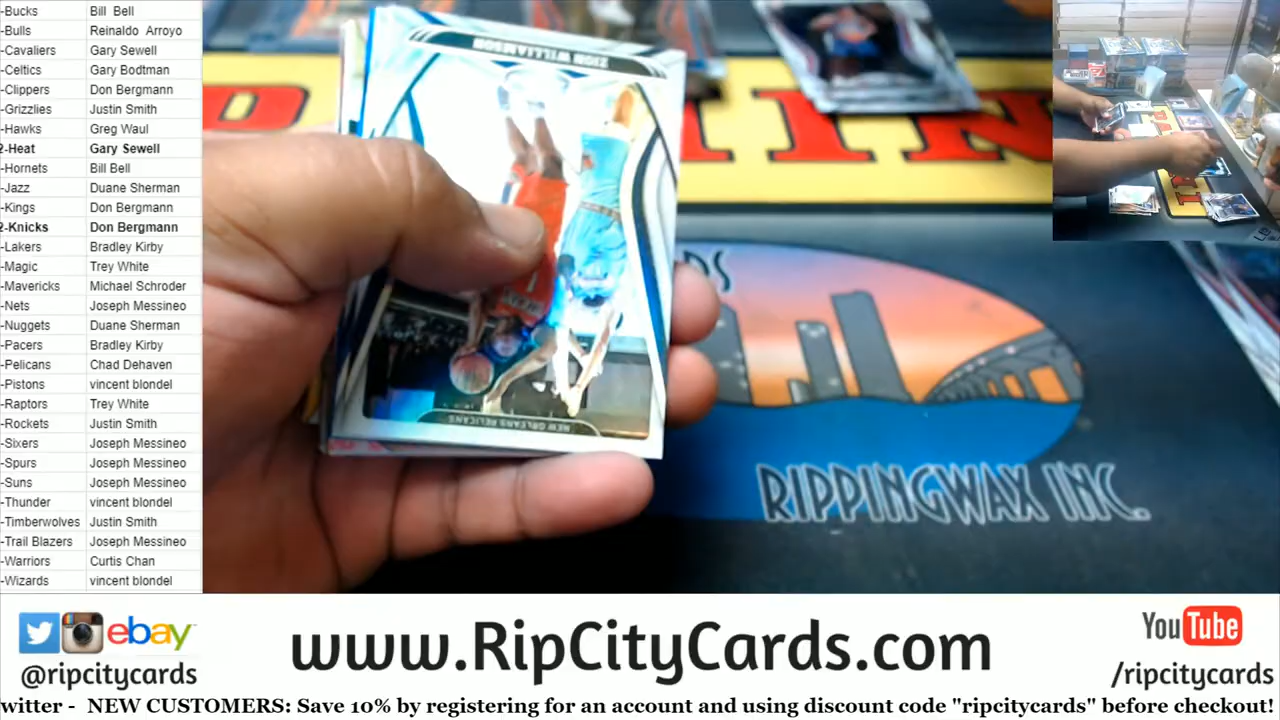 -Bucks Bill Bell
-Bulls Reinaldo Arroyo
-Cavaliers Gary Sewell
-Celtics Gary Bodtman
-Clippers Don Bergmann
-Grizzlies Justin Smith
-Hawks Greg Waul
2-Heat Gary Sewell
-Hornets Bill Bell
-Jazz Duane Sherman
-Kings Don Bergmann
2-Knicks Don Bergmann
-Lakers Bradley Kirby
-Magic Trey White
-Mavericks Michael Schroder
-Nets Joseph Messineo
-Nuggets Duane Sherman
-Pacers Bradley Kirby
-Pelicans Chad Dehaven
-Pistons vincent blondel
-Raptors Trey White
-Rockets Justin Smith
-Sixers Joseph Messineo
-Spurs Joseph Messineo
-Suns Joseph Messineo
-Thunder vincent blondel
-Timberwolves Justin Smith
-Trail Blazers Joseph Messineo
-Warriors Curtis Chan
-Wizards vincent blondel
ZION WILLIAMSON
NEW ORLEANS PELICANS
RIPPINGWAX INC.
ebay
@ripcitycards
www.RipCityCards.com
YouTube
/ripcitycards
witter - NEW CUSTOMERS: Save 10% by registering for an account and using discount code "ripcitycards" before checkout!